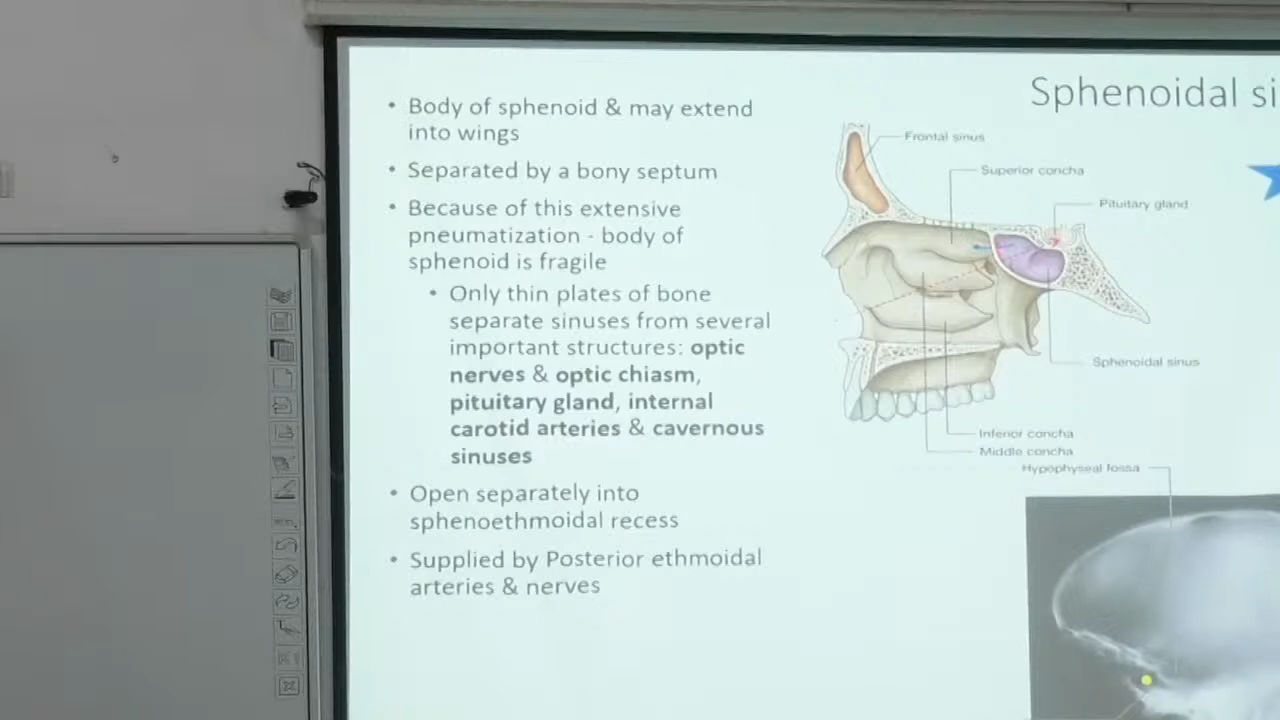 Sphenoidal si
• Body of sphenoid & may extend
into wings
• Separated by a bony septum
• Because of this extensive
pneumatization - body of
sphenoid is fragile
• Only thin plates of bone
separate sinuses from several
important structures: optic
nerves & optic chiasm,
pituitary gland, internal
carotid arteries & cavernous
sinuses
• Open separately into
sphenoethmoidal recess
• Supplied by Posterior ethmoidal
arteries & nerves
Frontal sinus
Superior concha
Pituitary gland
Sphenoidal sinus
Inferior concha
Middle concha
Hypophyseal fossa